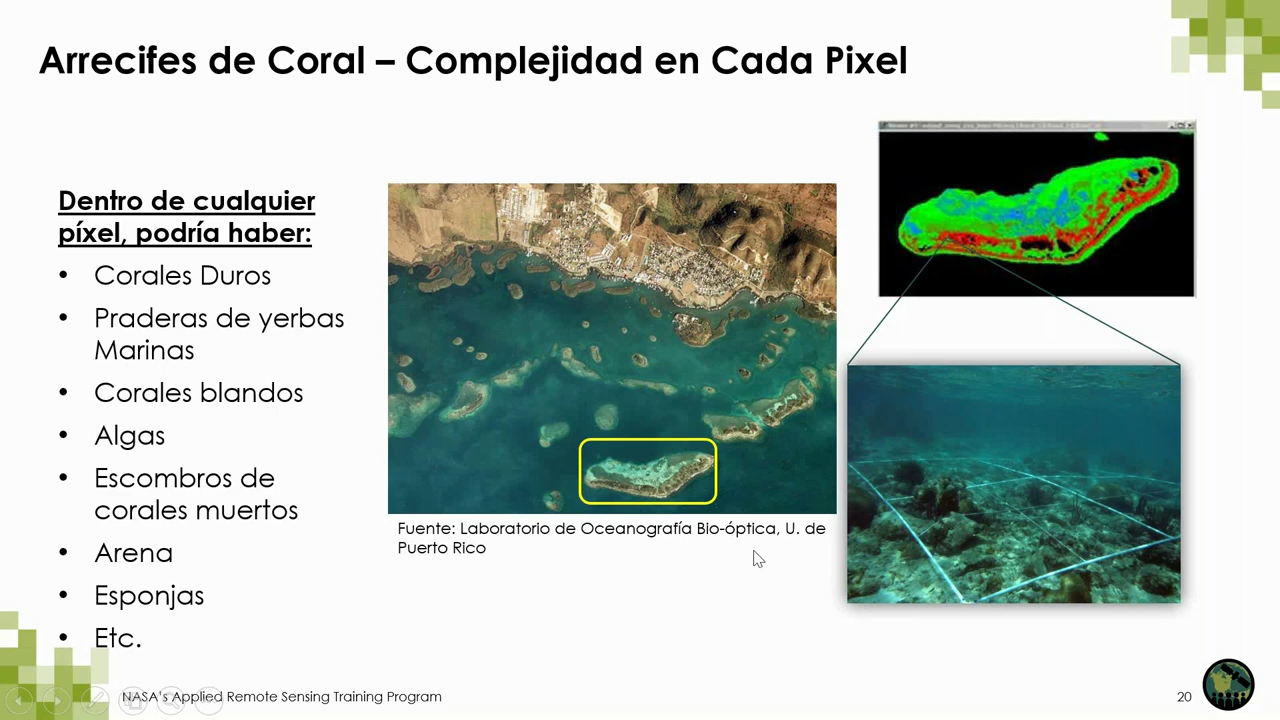 Arrecifes de Coral – Complejidad en Cada Pixel
Dentro de cualquier
píxel, podría haber:
• Corales Duros
• Praderas de yerbas
Marinas
• Corales blandos
• Algas
• Escombros de
corales muertos
• Arena
• Esponjas
• Etc.
Fuente: Laboratorio de Oceanografía Bio-óptica, U. de
Puerto Rico
NASA's Applied Remote Sensing Training Program
20